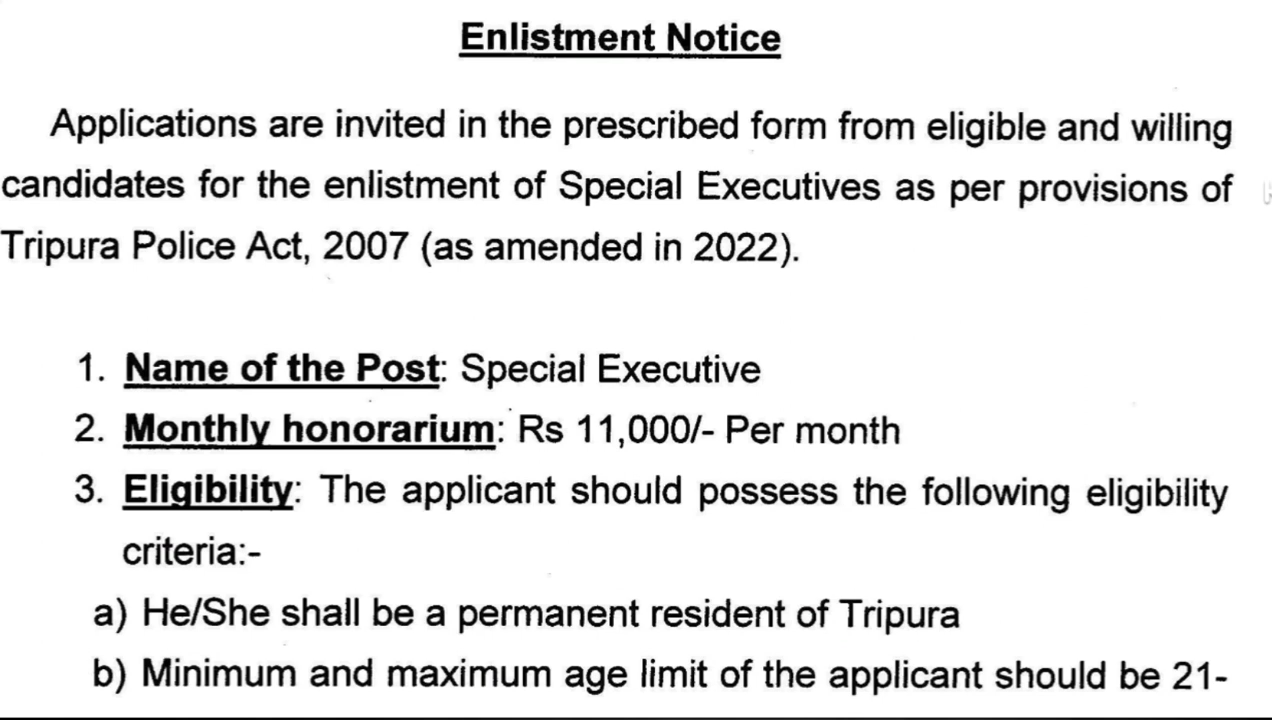 Enlistment Notice
Applications are invited in the prescribed form from eligible and willing
candidates for the enlistment of Special Executives as per provisions of
Tripura Police Act, 2007 (as amended in 2022).
1. Name of the Post: Special Executive
2. Monthly honorarium: Rs 11,000/- Per month
3. Eligibility: The applicant should possess the following eligibility
criteria:-
a) He/She shall be a permanent resident of Tripura
b) Minimum and maximum age limit of the applicant should be 21-